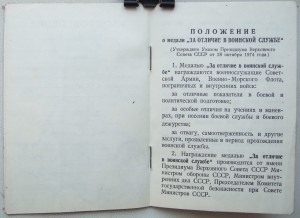 ПОЛОЖЕНИЕ
о медали „ЗА ОТЛИЧИЕ В ВОИНСКОЙ СЛУЖБЕ“
(Утверждено Указом Президиума Верховного
Совета СССР от 28 октября 1974 года)
1. Медалью „За отличие в воинской служ-
бе“ награждаются военнослужащие Совет-
ской Армии, Военно-Морского Флота,
пограничных и внутренних войск:
за отличные показатели в боевой и
политической подготовке;
за особые отличия на учениях и манев-
рах, при несении боевой службы и боевого
дежурства;
за отвагу, самоотверженность и другие
заслуги, проявленные в период прохождения
воинской службы.
2. Награждение медалью „За отличие
в воинской службе“ производится от имени
Президиума Верховного Совета СССР Ми-
нистром обороны СССР, Министром внут-
ренних дел СССР, Председателем Комитета
государственной безопасности при Совете
Министров СССР.